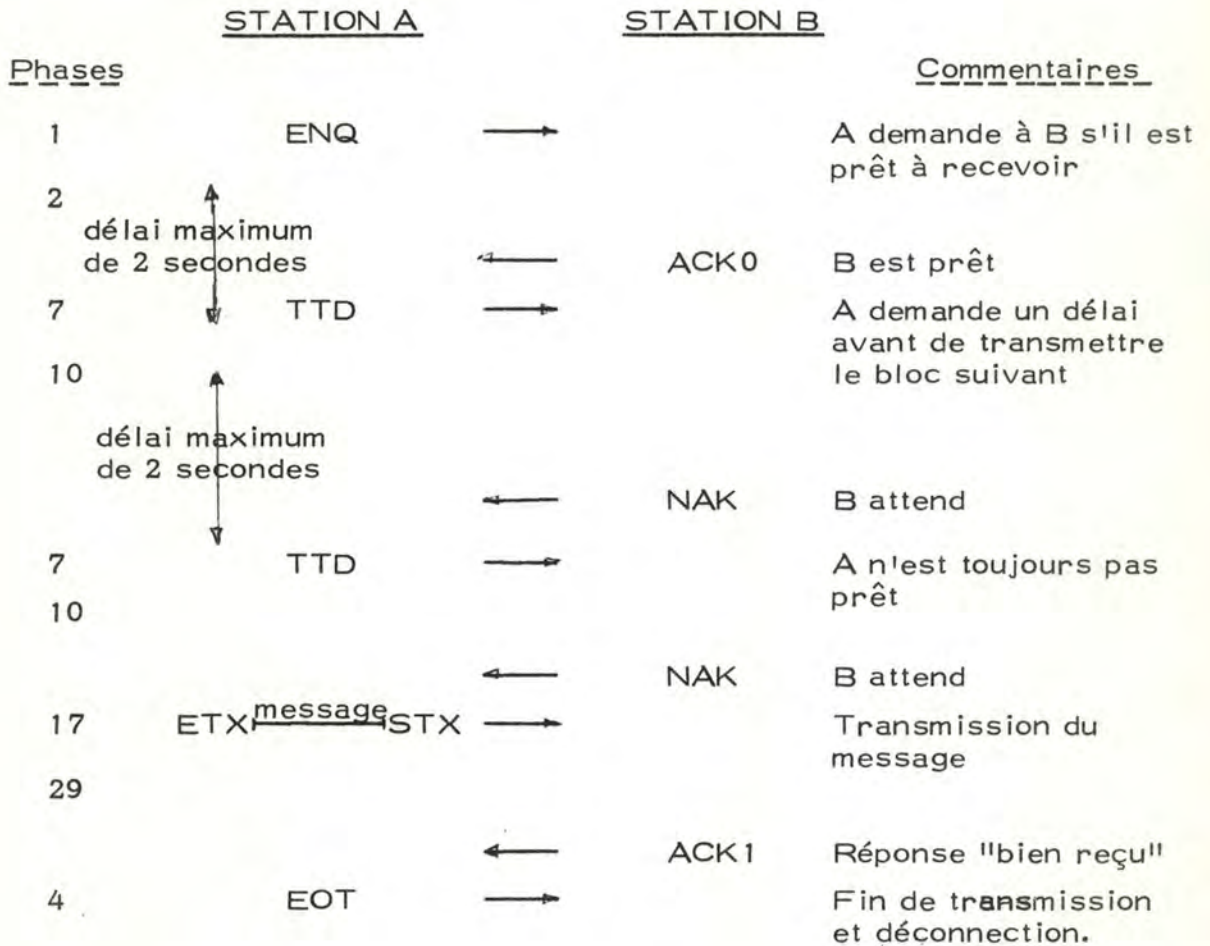 STATION A STATION B
Phases Commentaires
1 ENQ A demande à B s'il est
prêt à recevoir
2
délai maximum
de 2 secondes ACK0 B est prêt
7 TTD A demande un délai
avant de transmettre
10 le bloc suivant
délai maximum
de 2 secondes
NAK B attend
7 TTD A n'est toujours pas
prêt
10
NAK B attend
17 ETX message STX Transmission du
message
29
ACK1 Réponse "bien reçu"
4 EOT Fin de transmission
et déconnection.